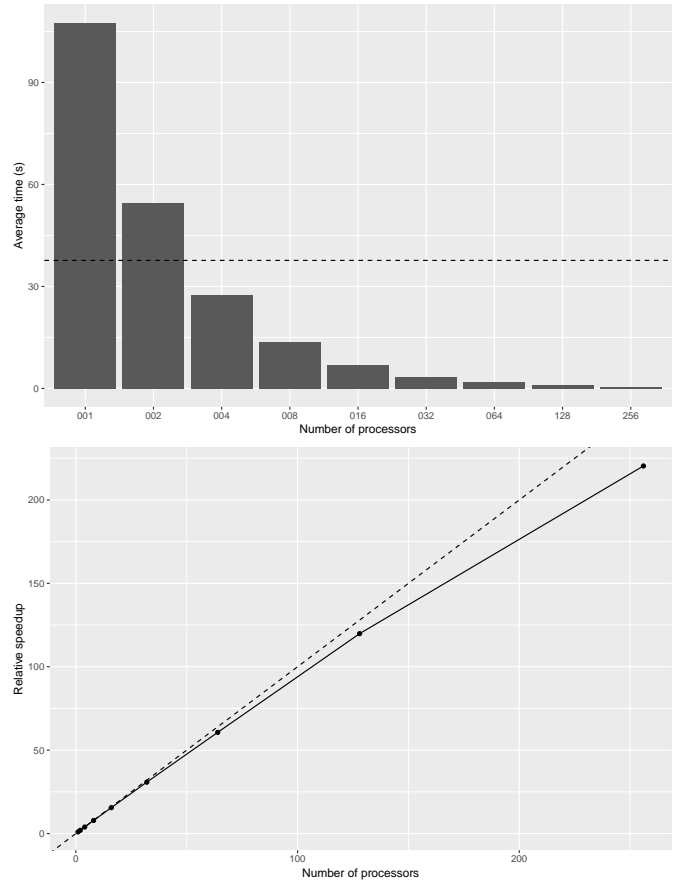 90
60
30
0
Average time (s)
001 002 004 008 016 032 064 128 256
Number of processors
200
150
100
50
0
Relative speedup
0 100 200
Number of processors